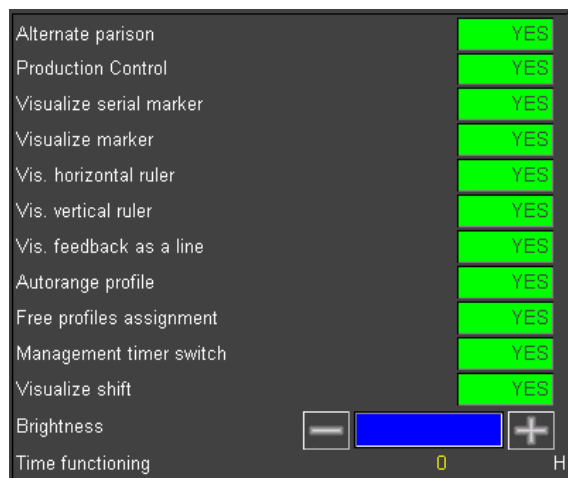 Alternate parison YES
Production Control YES
Visualize serial marker YES
Visualize marker YES
Vis. horizontal ruler YES
Vis. vertical ruler YES
Vis. feedback as a line YES
Autorange profile YES
Free profiles assignment YES
Management timer switch YES
Visualize shift YES
Brightness
Time functioning 0 H